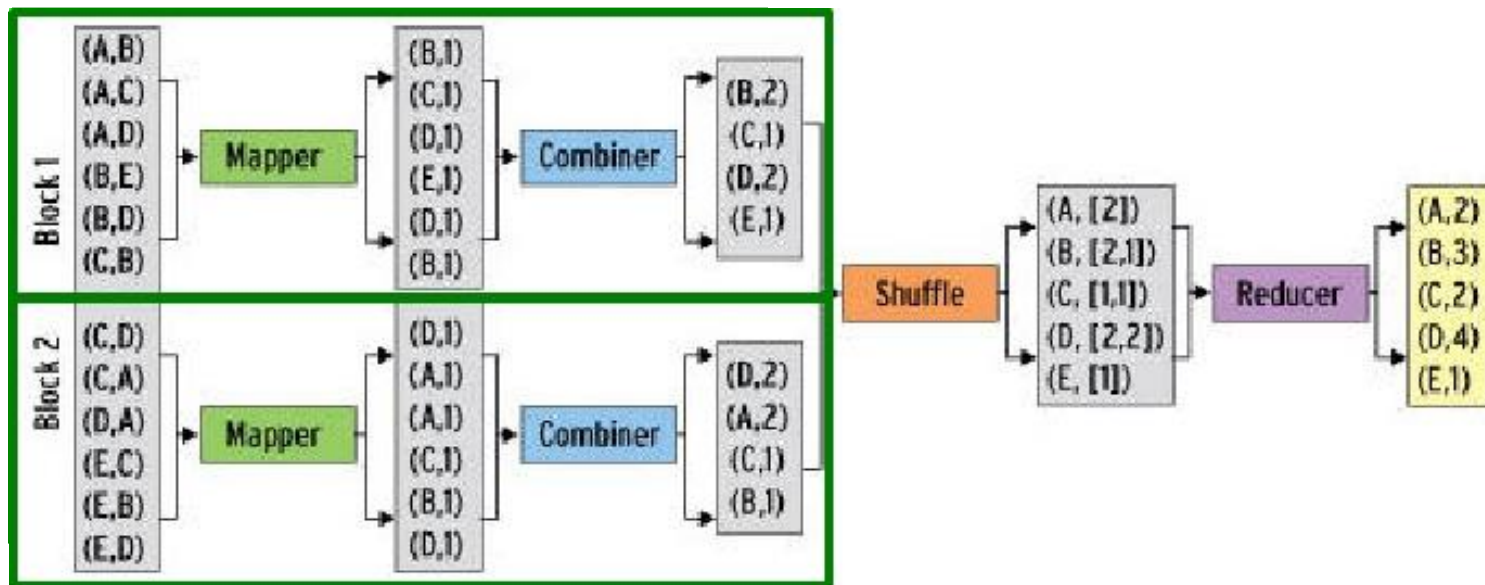 Block 1
(A,B)
(A,C)
(A,D)
(B,E)
(B,D)
(C,B)
Mapper
(B,1)
(C,1)
(D,1)
(E,1)
(D,1)
(B,1)
Combiner
(B,2)
(C,1)
(D,2)
(E,1)
Block 2
(C,D)
(C,A)
(D,A)
(E,C)
(E,B)
(E,D)
Mapper
(D,1)
(A,1)
(A,1)
(C,1)
(B,1)
(D,1)
Combiner
(D,2)
(A,2)
(C,1)
(B,1)
Shuffle
(A, [2])
(B, [2,1])
(C, [1,1])
(D, [2,2])
(E, [1])
Reducer
(A,2)
(B,3)
(C,2)
(D,4)
(E,1)